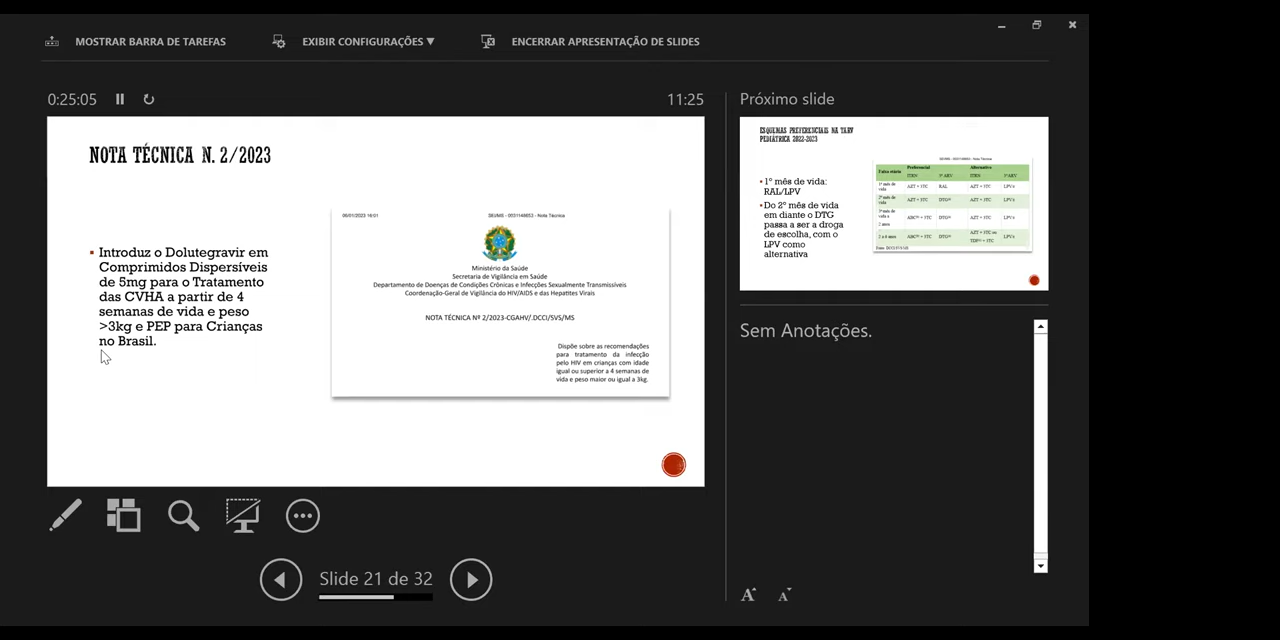 MOSTRAR BARRA DE TAREFAS
EXIBIR CONFIGURAÇÕES ▼
ENCERRAR APRESENTAÇÃO DE SLIDES
0:25:05
11:25
NOTA TÉCNICA N. 2/2023
Introduz o Dolutegravir em
Comprimidos Dispersíveis
de 5mg para o Tratamento
das CVHA a partir de 4
semanas de vida e peso
>3kg e PEP para Crianças
no Brasil.
Nota Técnica
Ministério da Saúde
Secretaria de Vigilância em Saúde
Departamento de Doenças de Condições Crônicas e Infecções Sexualmente Transmissíveis
Coordenação-Geral de Vigilância do HIV/AIDS e das Hepatites Virais
NOTA TÉCNICA Nº 2/2023-CGAHV/.DCCI/SVS/MS
Dispõe sobre as recomendações
para tratamento da infecção
pelo HIV em crianças com idade
igual ou superior a 4 semanas de
vida e peso maior ou igual a 3kg.
Slide 21 de 32
Próximo slide
ESQUEMAS PREFERENCIAIS NA TARV
PEDIÁTRICA 2022-2023
1º mês de vida:
RAL/LPV
Do 2º mês de vida
em diante o DTG
passa a ser a droga
de escolha, com o
LPV como
alternativa
Faixa etária Preferencial Alternativo
Sem Anotações.
A A